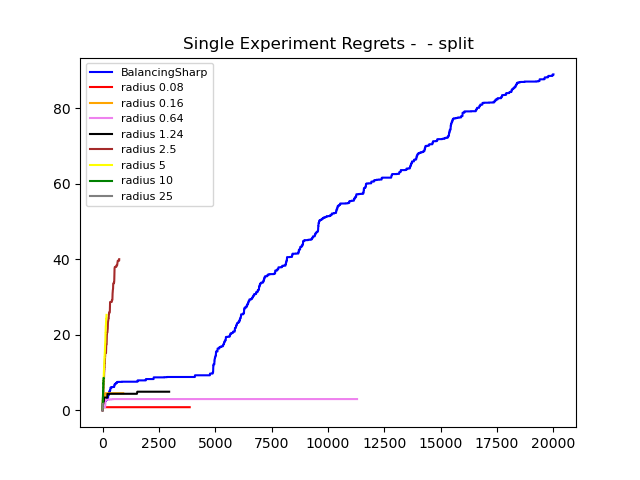 Single Experiment Regrets -  - split
BalancingSharp
radius 0.08
radius 0.16
radius 0.64
radius 1.24
radius 2.5
radius 5
radius 10
radius 25
80
60
40
20
0
0 2500 5000 7500 10000 12500 15000 17500 20000